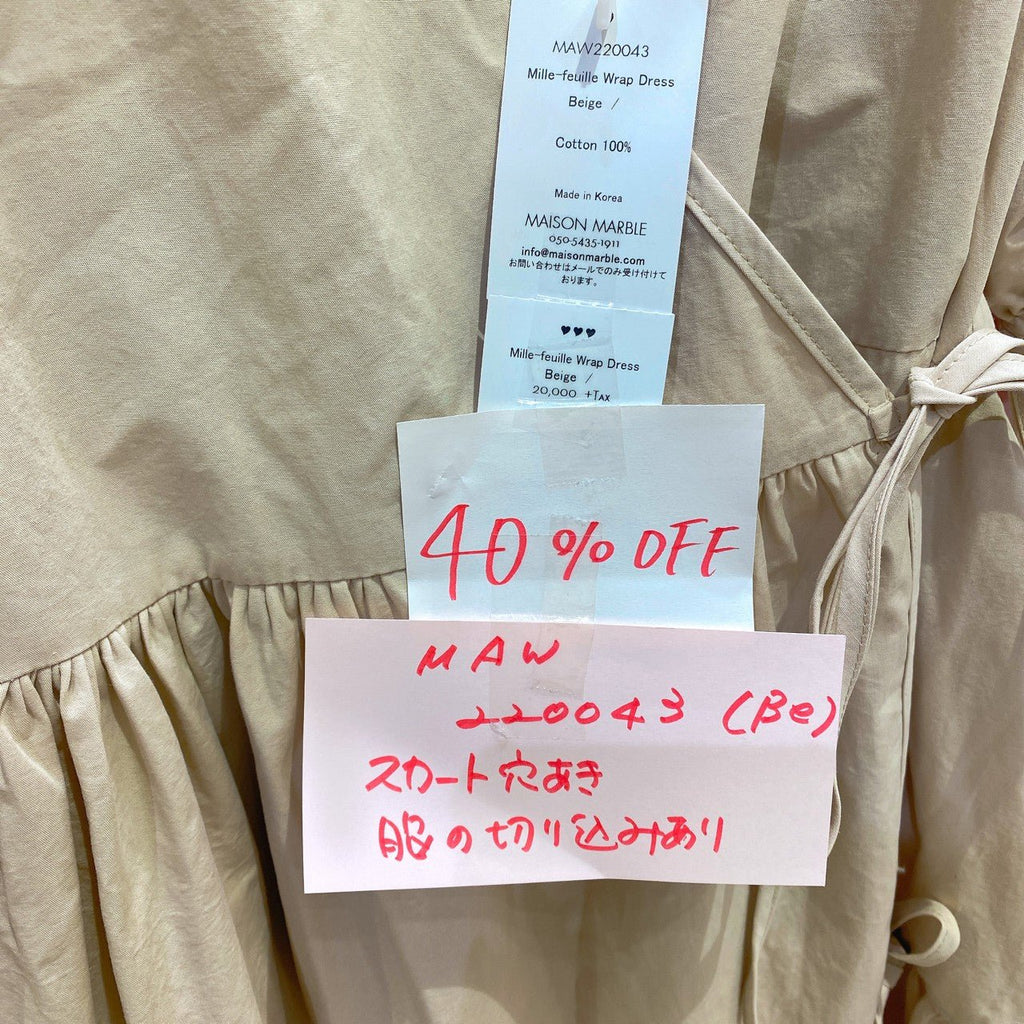 MAW220043
Mille-feuille Wrap Dress
Beige /
Cotton 100%
Made in Korea
MAISON MARBLE
050-5435-1911
info@maisonmarble.com
お問い合わせはメールでのみ受け付けて
おります。
♥♥♥
Mille-feuille Wrap Dress
Beige /
20,000 +TAX
40% OFF
MAW
220043 (Be)
スカート穴あき
服の切り込みあり